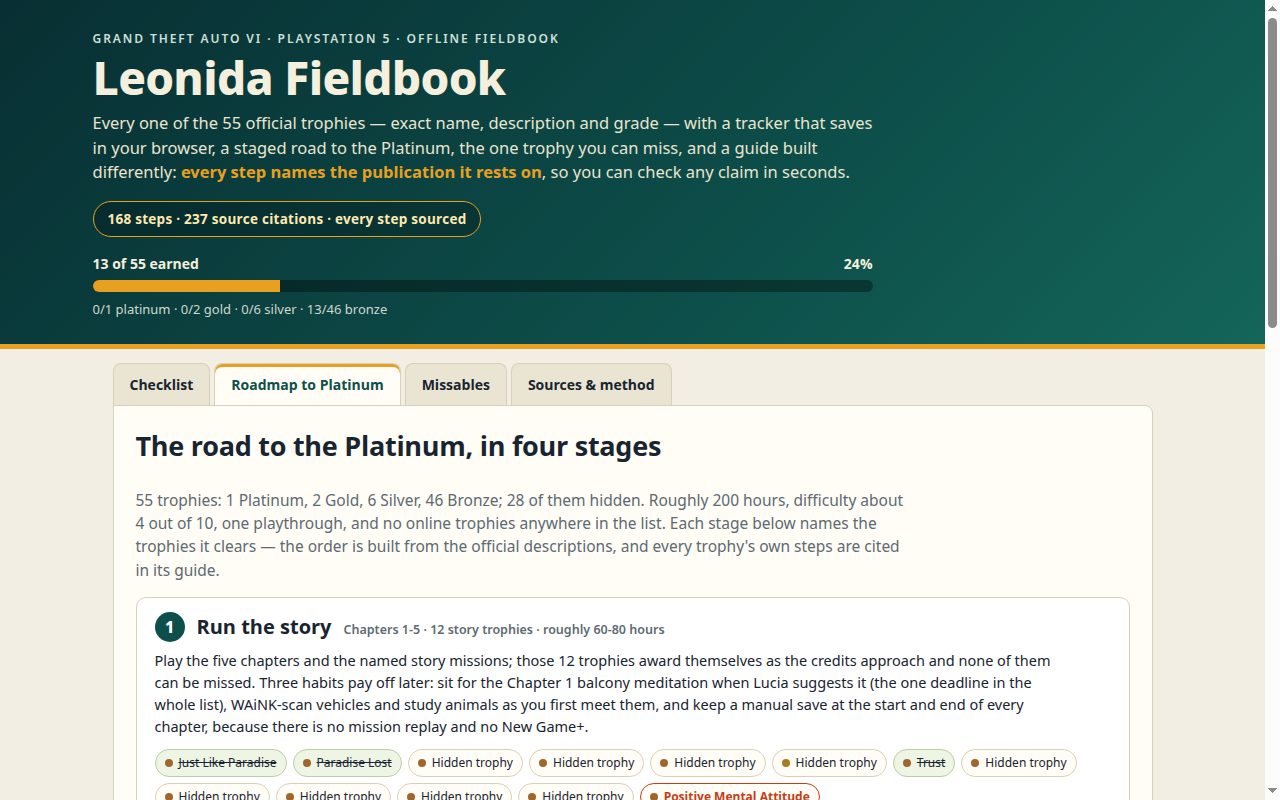 GRAND THEFT AUTO VI · PLAYSTATION 5 · OFFLINE FIELDBOOK
Leonida Fieldbook
Every one of the 55 official trophies — exact name, description and grade — with a tracker that saves
in your browser, a staged road to the Platinum, the one trophy you can miss, and a guide built
differently: every step names the publication it rests on, so you can check any claim in seconds.
168 steps · 237 source citations · every step sourced
13 of 55 earned 24%
0/1 platinum · 0/2 gold · 0/6 silver · 13/46 bronze
Checklist Roadmap to Platinum Missables Sources & method
The road to the Platinum, in four stages
55 trophies: 1 Platinum, 2 Gold, 6 Silver, 46 Bronze; 28 of them hidden. Roughly 200 hours, difficulty about
4 out of 10, one playthrough, and no online trophies anywhere in the list. Each stage below names the
trophies it clears — the order is built from the official descriptions, and every trophy's own steps are cited
in its guide.
1 Run the story Chapters 1-5 · 12 story trophies · roughly 60-80 hours
Play the five chapters and the named story missions; those 12 trophies award themselves as the credits approach and none of them
can be missed. Three habits pay off later: sit for the Chapter 1 balcony meditation when Lucia suggests it (the one deadline in the
whole list), WAiNK-scan vehicles and study animals as you first meet them, and keep a manual save at the start and end of every
chapter, because there is no mission replay and no New Game+.
Just Like Paradise Paradise Lost Hidden trophy Hidden trophy Hidden trophy Hidden trophy Trust Hidden trophy
Hidden trophy Hidden trophy Hidden trophy Hidden trophy Positive Mental Attitude